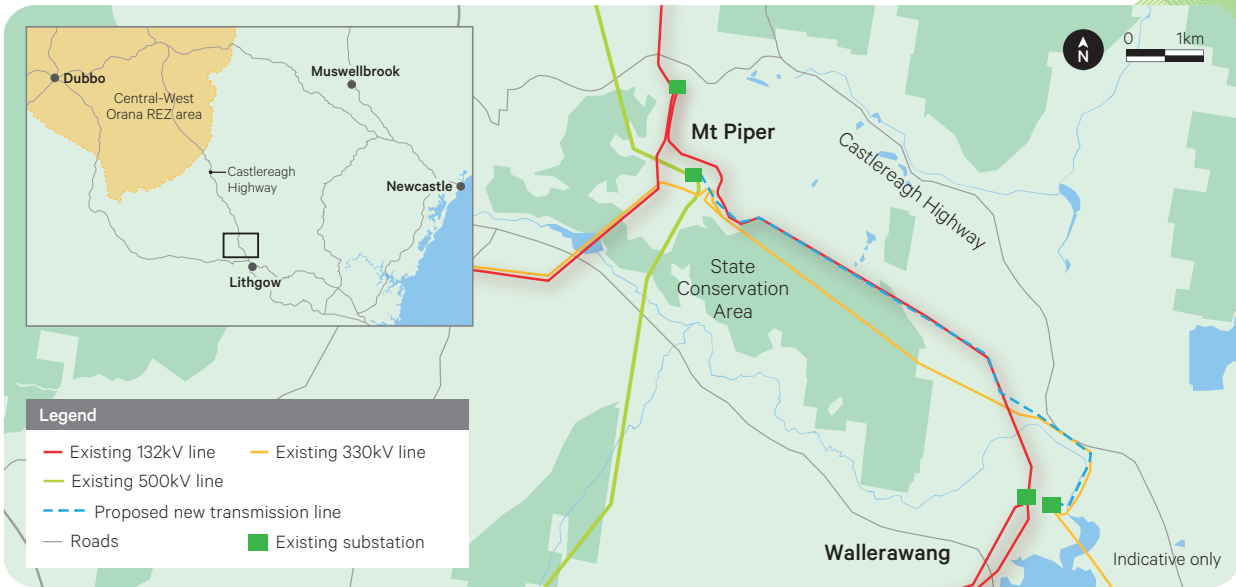 Dubbo
Central-West
Orana REZ area
Muswellbrook
Castlereagh
Highway
Newcastle
Lithgow
N
0 1km
Mt Piper
Castlereagh Highway
State
Conservation
Area
Wallerawang
Indicative only
Legend
Existing 132kV line
Existing 330kV line
Existing 500kV line
Proposed new transmission line
Roads
Existing substation